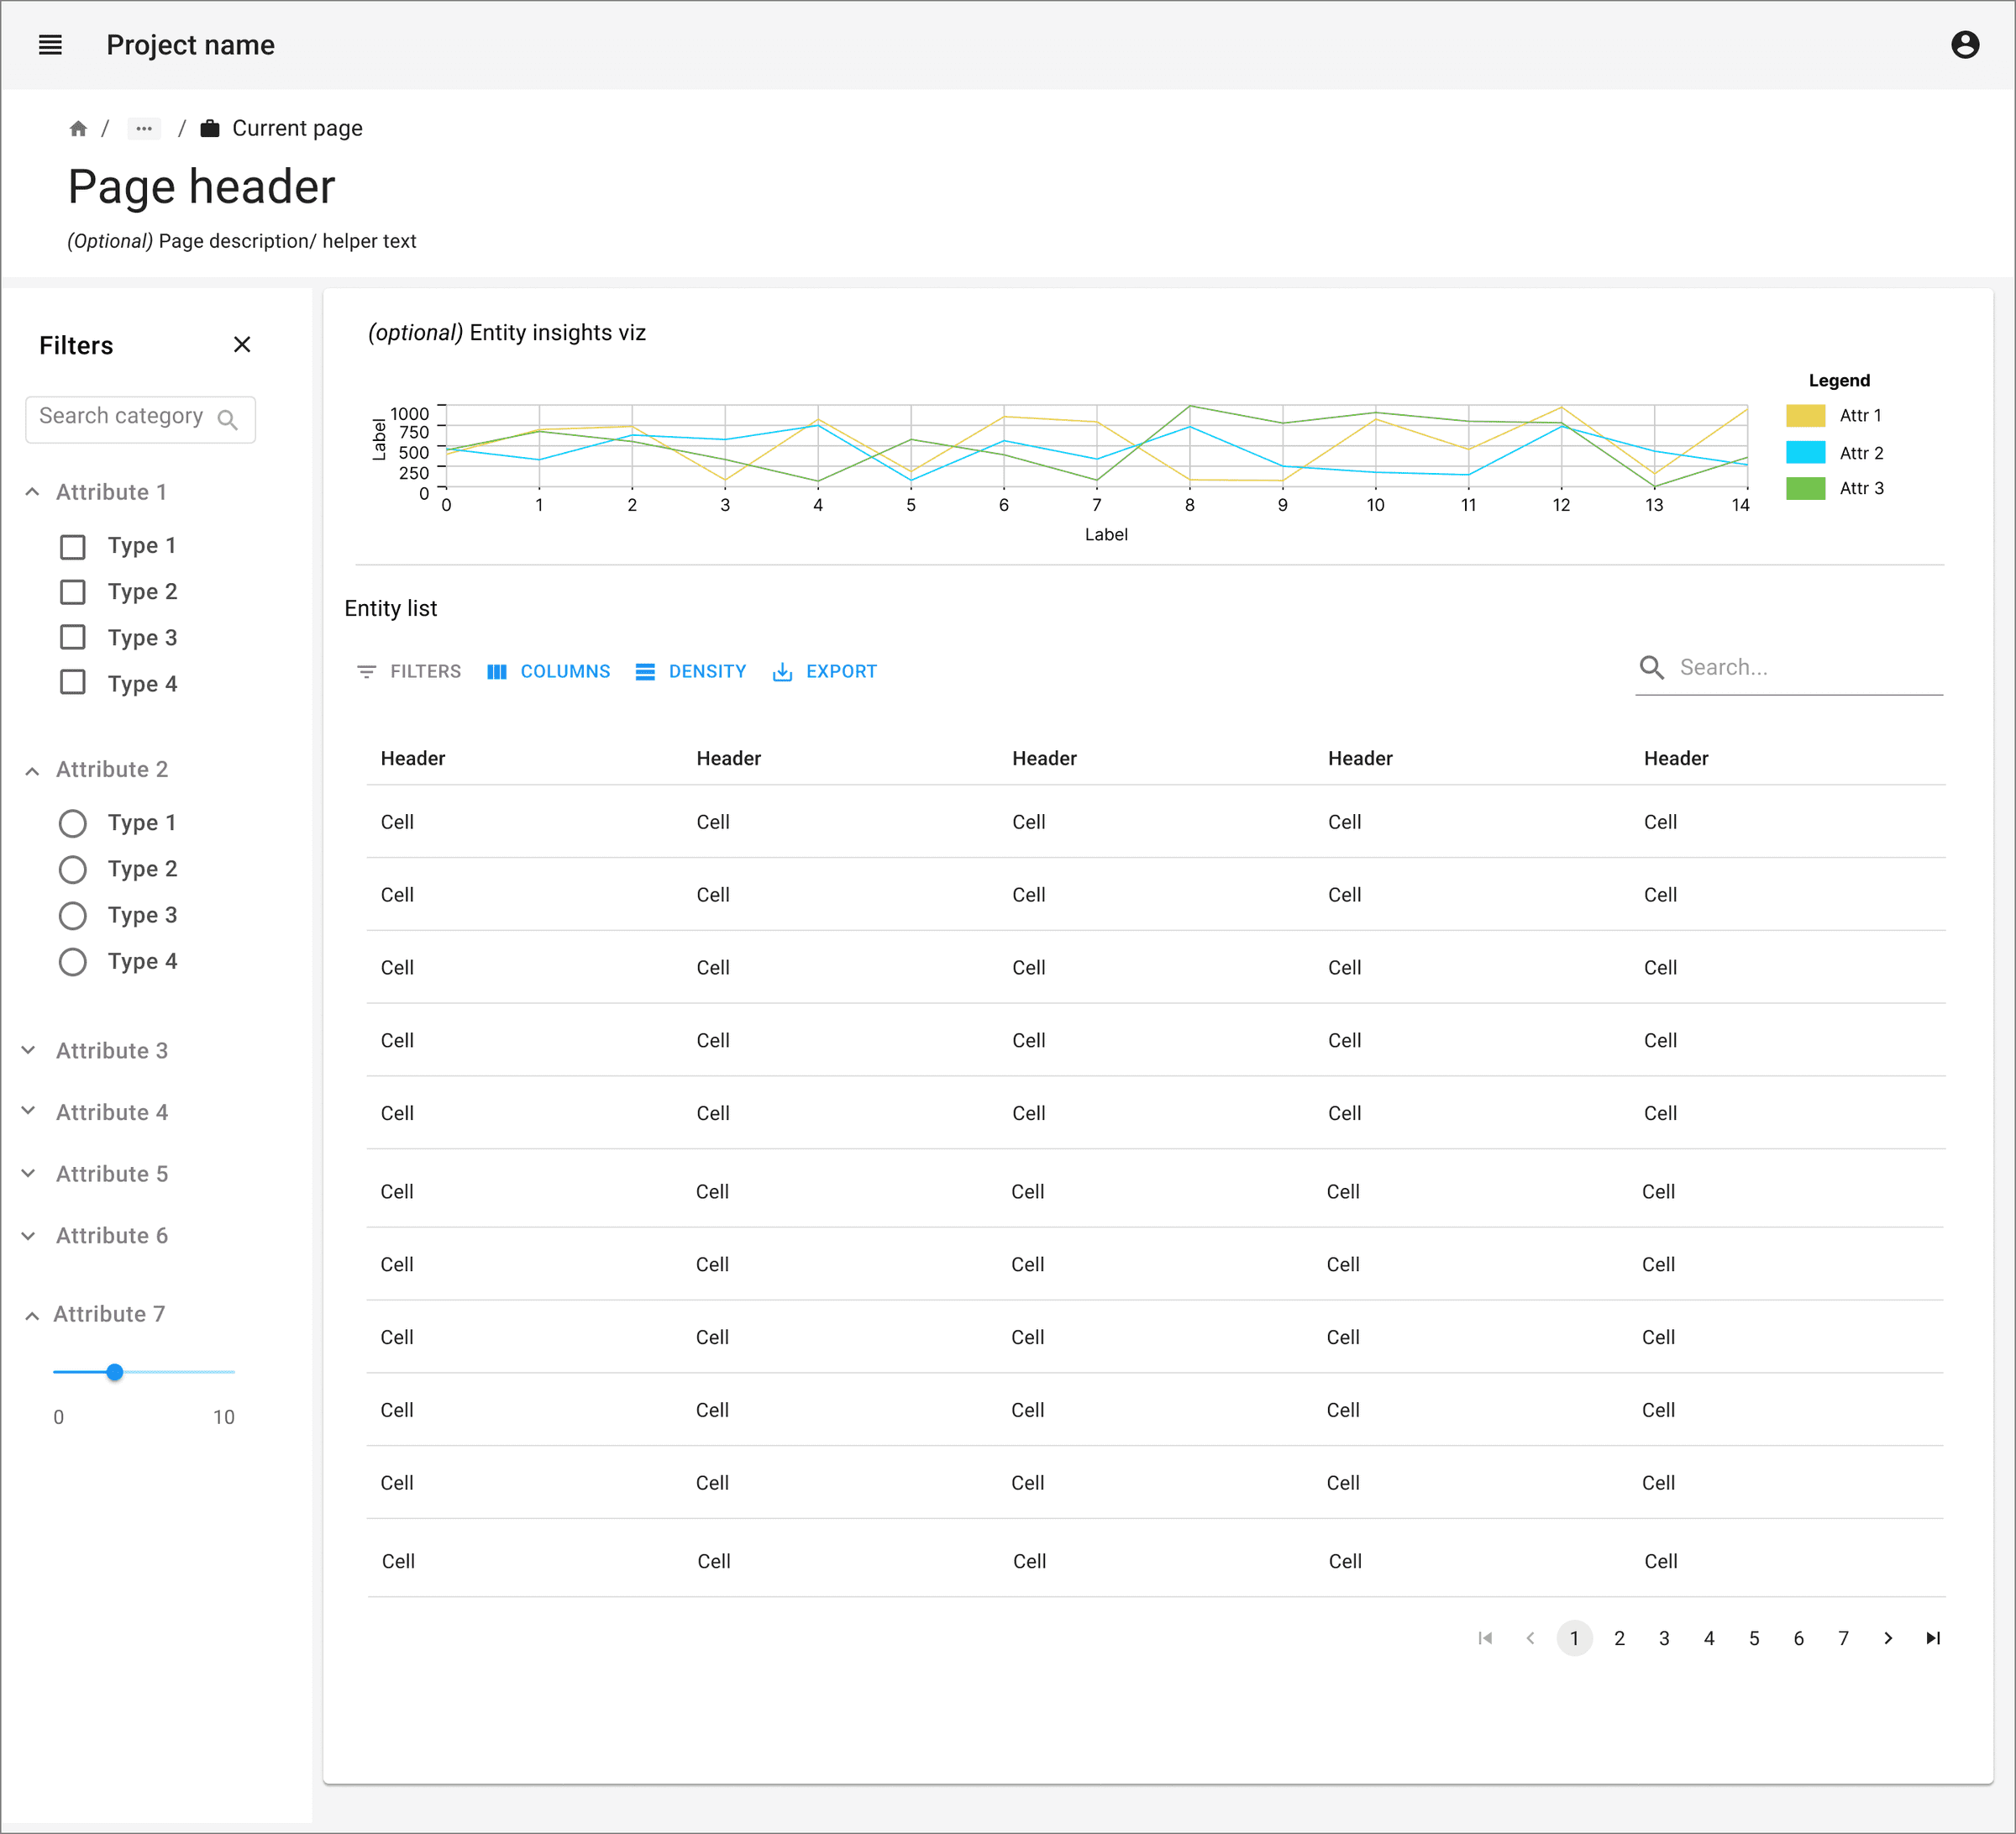 Project name
/ ... / Current page
Page header
(Optional) Page description/ helper text
Filters
Search category
Attribute 1
Type 1
Type 2
Type 3
Type 4
Attribute 2
Type 1
Type 2
Type 3
Type 4
Attribute 3
Attribute 4
Attribute 5
Attribute 6
Attribute 7
0 10
(optional) Entity insights viz
Label
1000
750
500
250
0
0 1 2 3 4 5 6 7 8 9 10 11 12 13 14
Label
Legend
Attr 1
Attr 2
Attr 3
Entity list
FILTERS COLUMNS DENSITY EXPORT Search...
Header Header Header Header Header
Cell Cell Cell Cell Cell
Cell Cell Cell Cell Cell
Cell Cell Cell Cell Cell
Cell Cell Cell Cell Cell
Cell Cell Cell Cell Cell
Cell Cell Cell Cell Cell
Cell Cell Cell Cell Cell
Cell Cell Cell Cell Cell
Cell Cell Cell Cell Cell
Cell Cell Cell Cell Cell
Cell Cell Cell Cell Cell
1 2 3 4 5 6 7